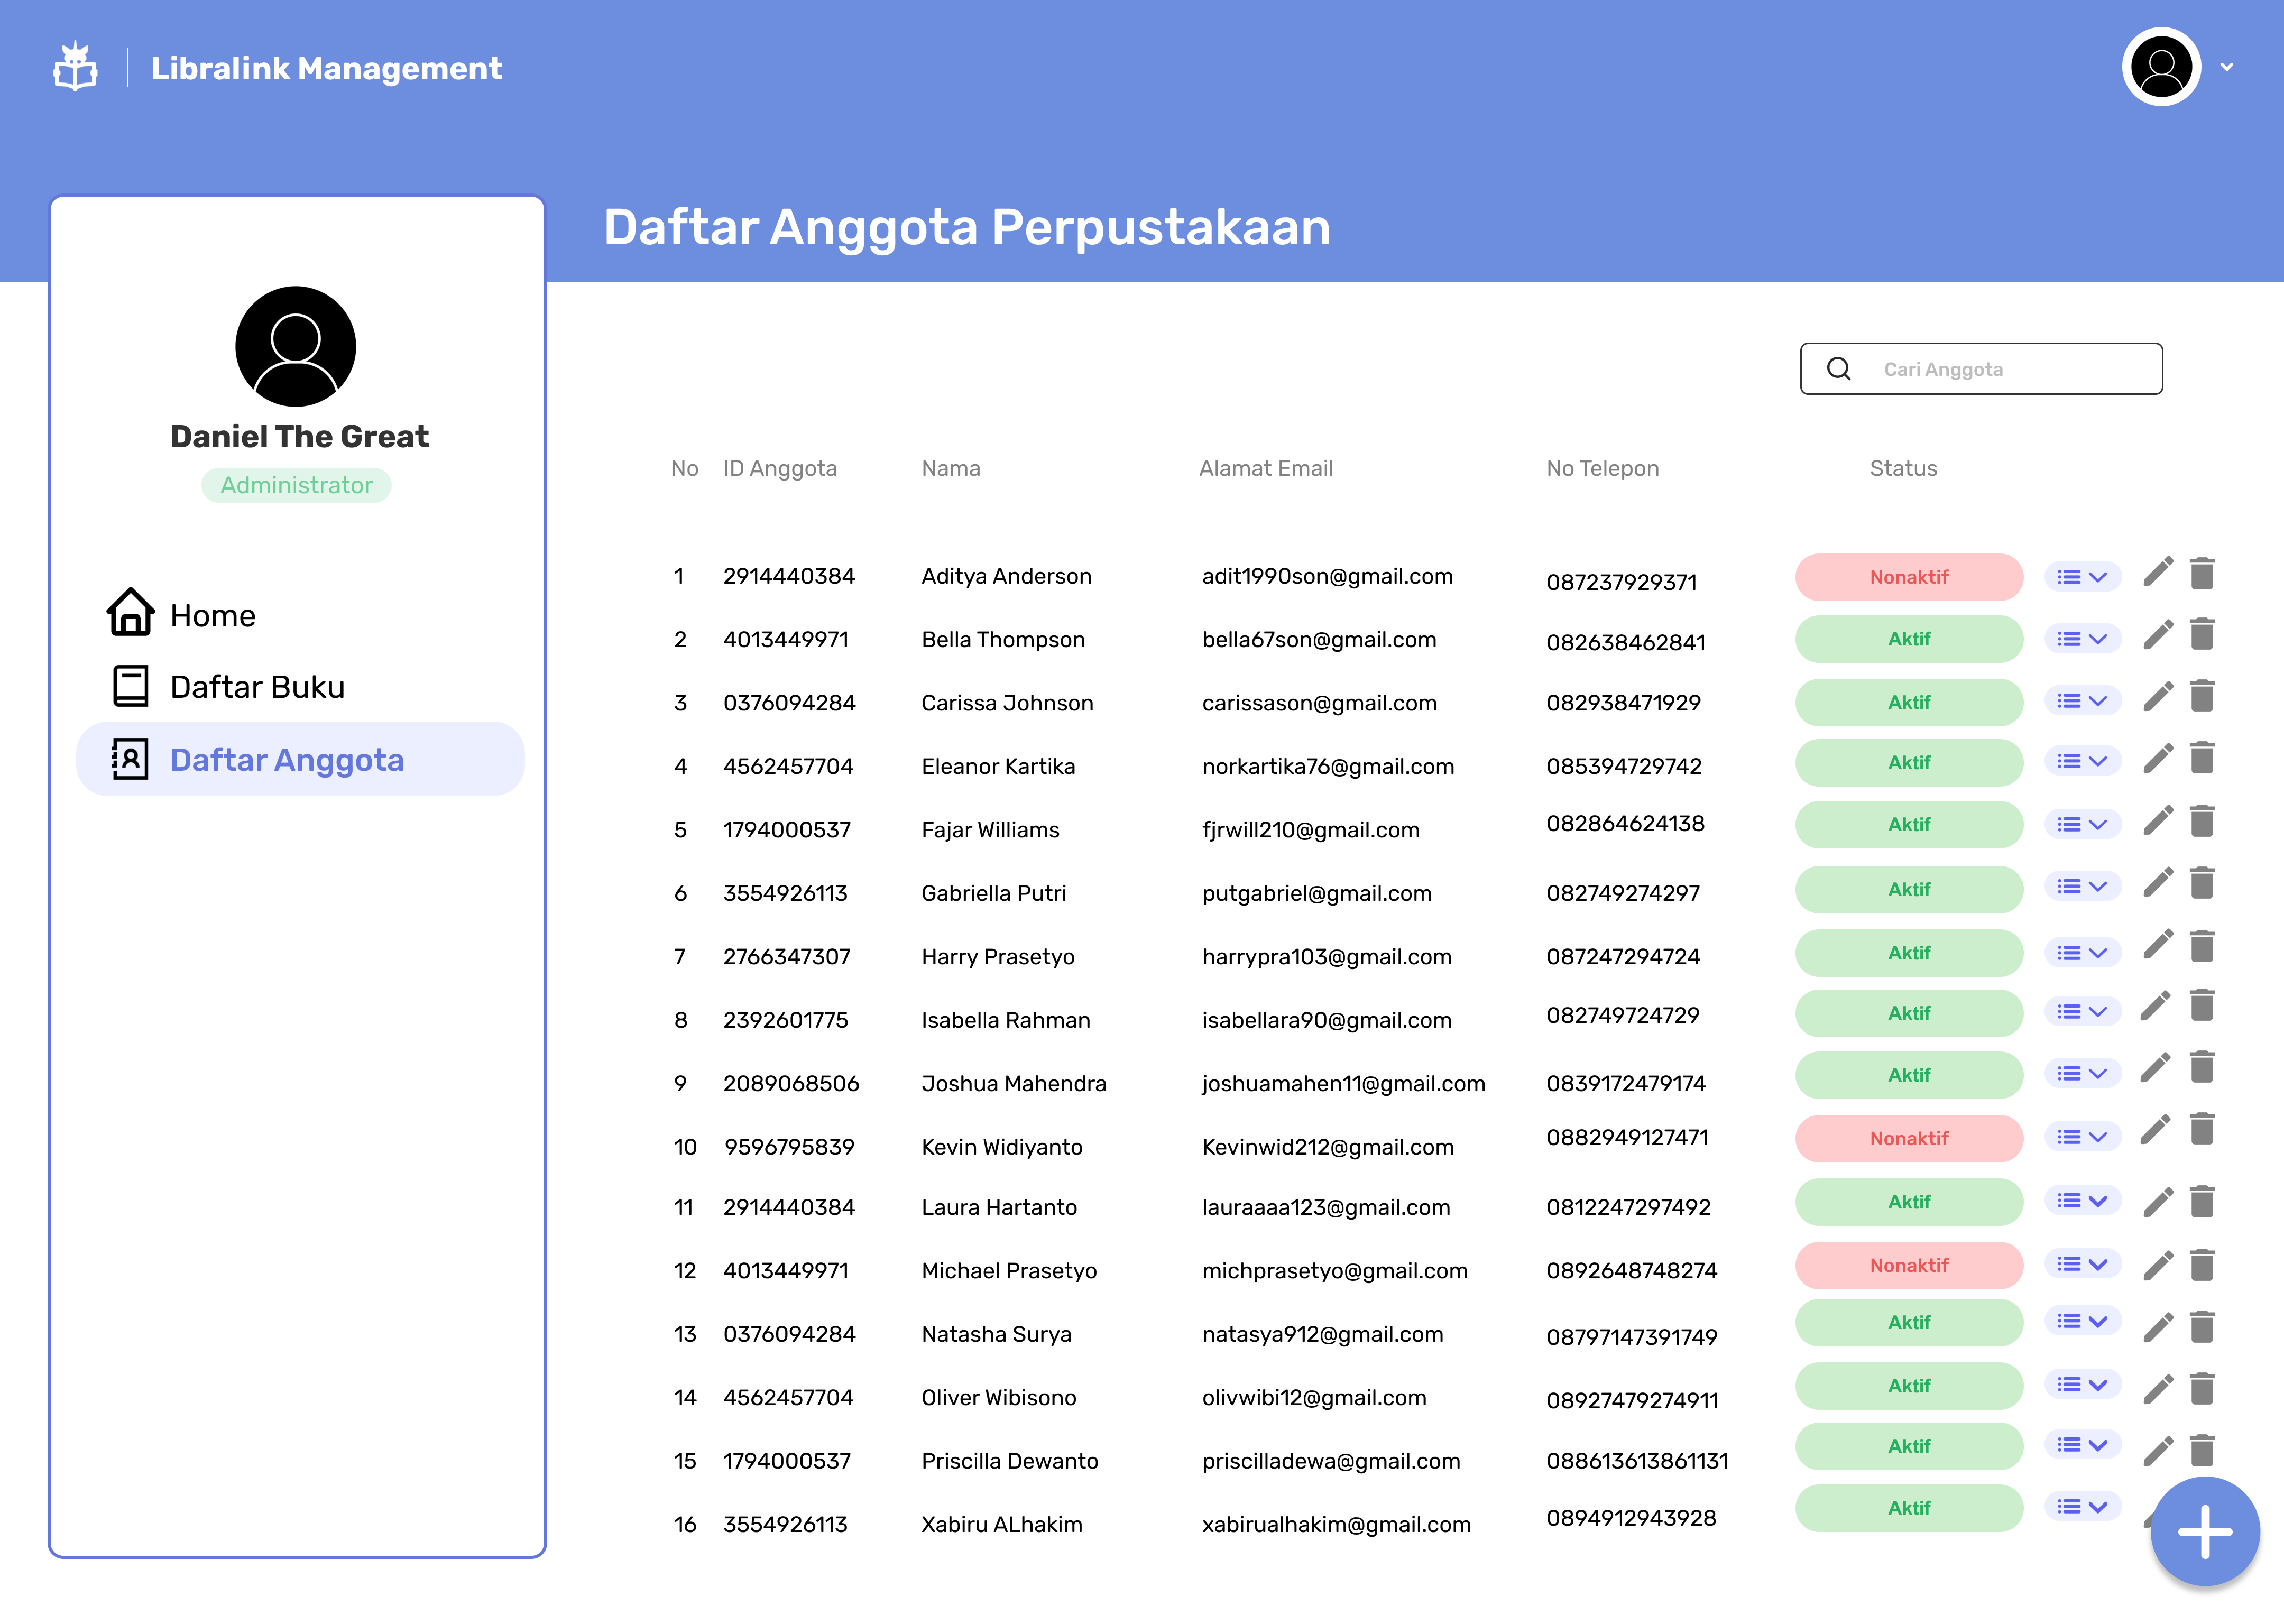 Libralink Management
Daftar Anggota Perpustakaan
Daniel The Great
Administrator
Home
Daftar Buku
Daftar Anggota
Cari Anggota
No ID Anggota Nama Alamat Email No Telepon Status
1 2914440384 Aditya Anderson adit1990son@gmail.com 087237929371 Nonaktif
2 4013449971 Bella Thompson bella67son@gmail.com 082638462841 Aktif
3 0376094284 Carissa Johnson carissason@gmail.com 082938471929 Aktif
4 4562457704 Eleanor Kartika norkartika76@gmail.com 085394729742 Aktif
5 1794000537 Fajar Williams fjrwill210@gmail.com 082864624138 Aktif
6 3554926113 Gabriella Putri putgabriel@gmail.com 082749274297 Aktif
7 2766347307 Harry Prasetyo harrypra103@gmail.com 087247294724 Aktif
8 2392601775 Isabella Rahman isabellara90@gmail.com 082749724729 Aktif
9 2089068506 Joshua Mahendra joshuamahen11@gmail.com 0839172479174 Aktif
10 9596795839 Kevin Widiyanto Kevinwid212@gmail.com 0882949127471 Nonaktif
11 2914440384 Laura Hartanto lauraaaa123@gmail.com 0812247297492 Aktif
12 4013449971 Michael Prasetyo michprasetyo@gmail.com 0892648748274 Nonaktif
13 0376094284 Natasha Surya natasya912@gmail.com 08797147391749 Aktif
14 4562457704 Oliver Wibisono olivwibi12@gmail.com 08927479274911 Aktif
15 1794000537 Priscilla Dewanto priscilladewa@gmail.com 088613613861131 Aktif
16 3554926113 Xabiru ALhakim xabirualhakim@gmail.com 0894912943928 Aktif